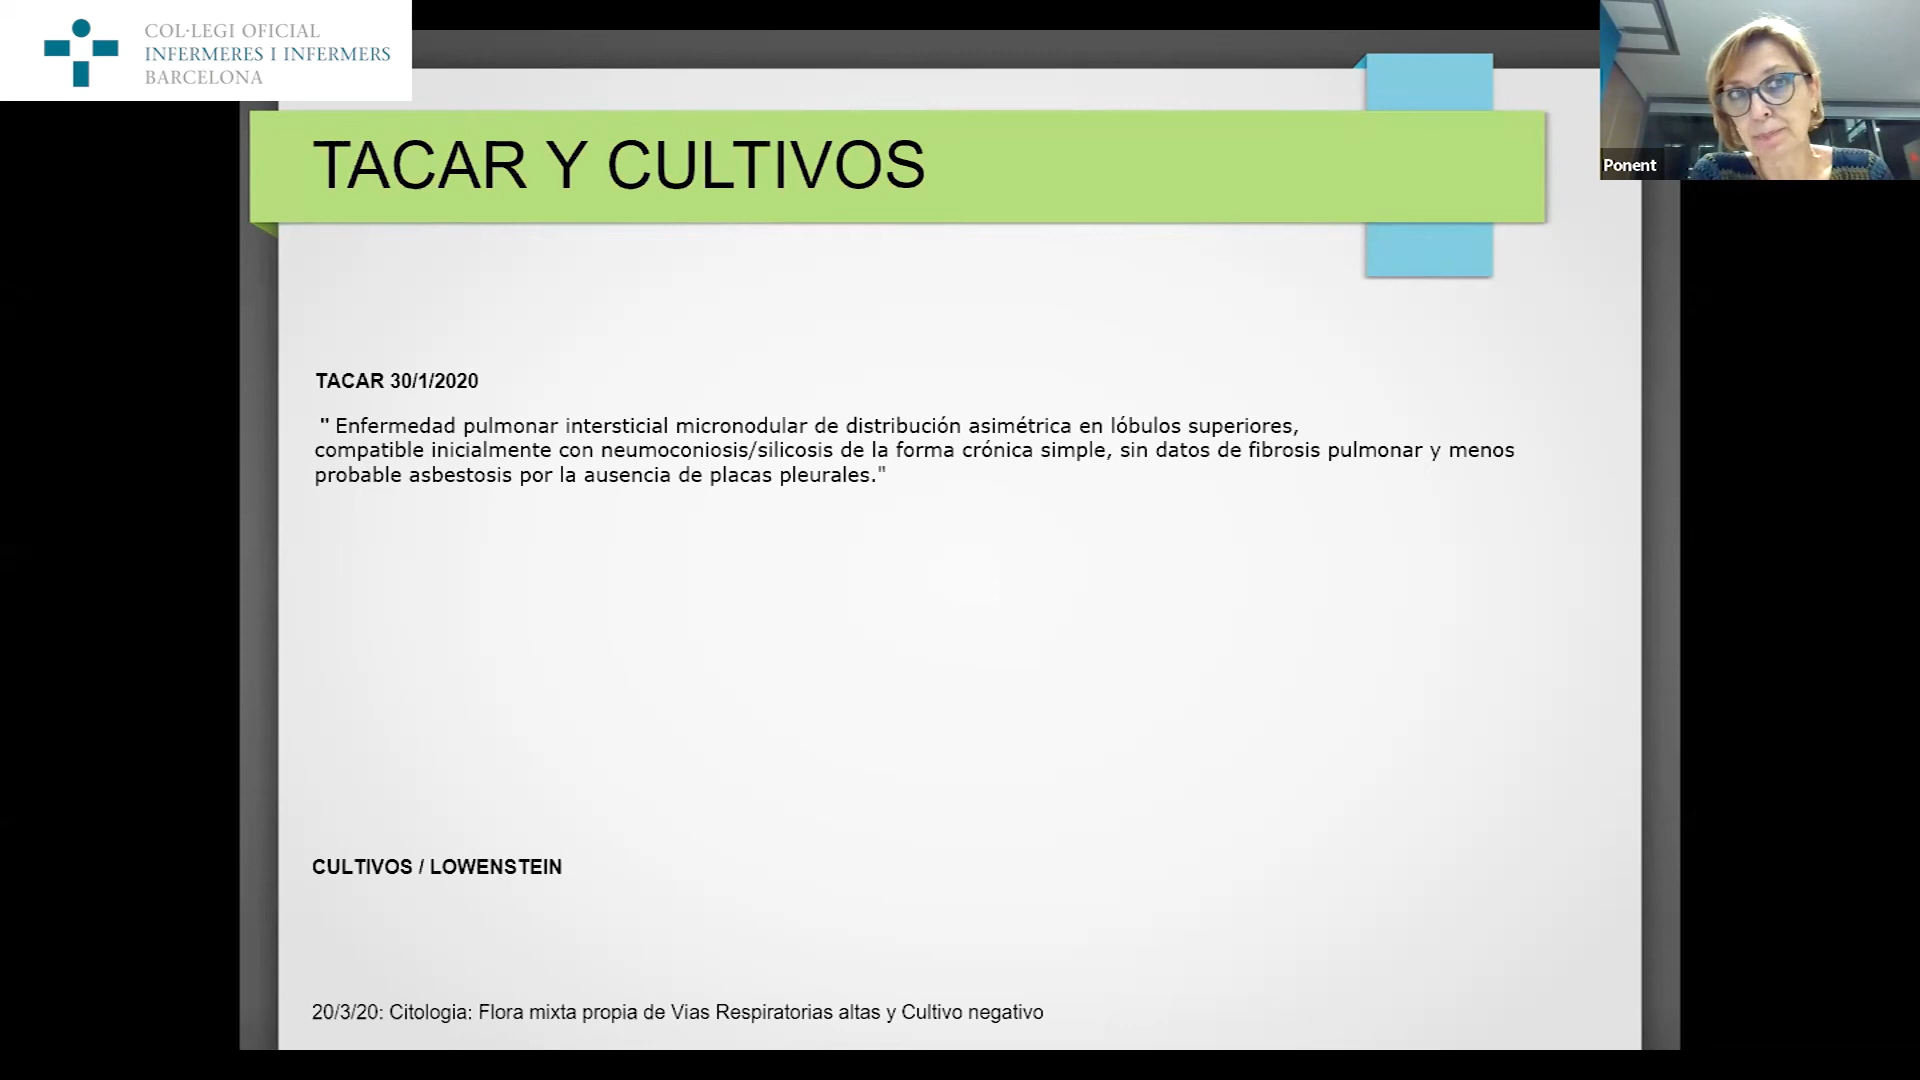 COL·LEGI OFICIAL
INFERMERES I INFERMERS
BARCELONA
Ponent
TACAR Y CULTIVOS
TACAR 30/1/2020
" Enfermedad pulmonar intersticial micronodular de distribución asimétrica en lóbulos superiores,
compatible inicialmente con neumoconiosis/silicosis de la forma crónica simple, sin datos de fibrosis pulmonar y menos
probable asbestosis por la ausencia de placas pleurales."
CULTIVOS / LOWENSTEIN
20/3/20: Citologia: Flora mixta propia de Vias Respiratorias altas y Cultivo negativo